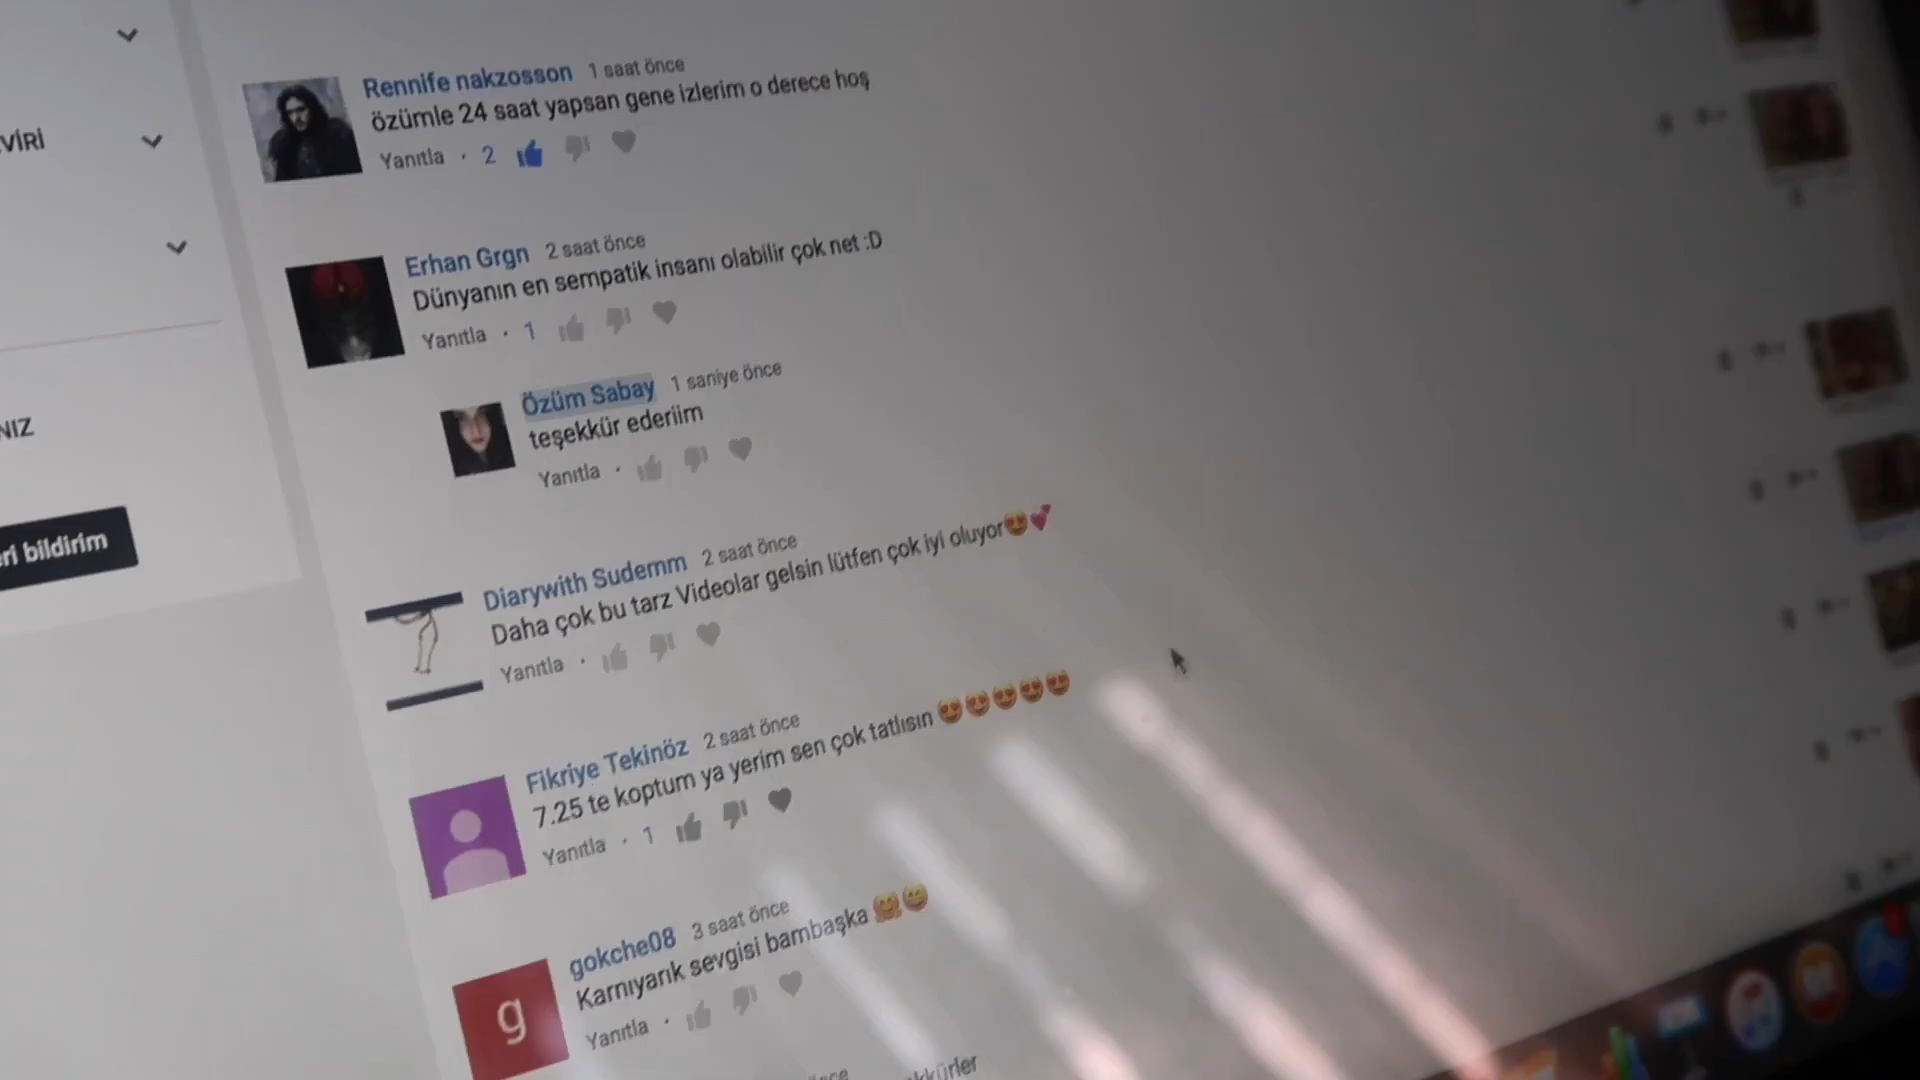 VİRİ
NIZ
ri bildirim
Rennife nakzosson 1 saat önce
özümle 24 saat yapsan gene izlerim o derece hoş
Yanıtla · 2
Erhan Grgn 2 saat önce
Dünyanın en sempatik insanı olabilir çok net :D
Yanıtla · 1
Özüm Sabay 1 saniye önce
teşekkür ederiim
Yanıtla ·
Diarywith Sudemm 2 saat önce
Daha çok bu tarz Videolar gelsin lütfen çok iyi oluyor😍💕
Yanıtla ·
Fikriye Tekinöz 2 saat önce
7.25 te koptum ya yerim sen çok tatlısın 😍😍😍😍😍
Yanıtla · 1
gokche08 3 saat önce
Karnıyarık sevgisi bambaşka 🤗😄
Yanıtla ·
g